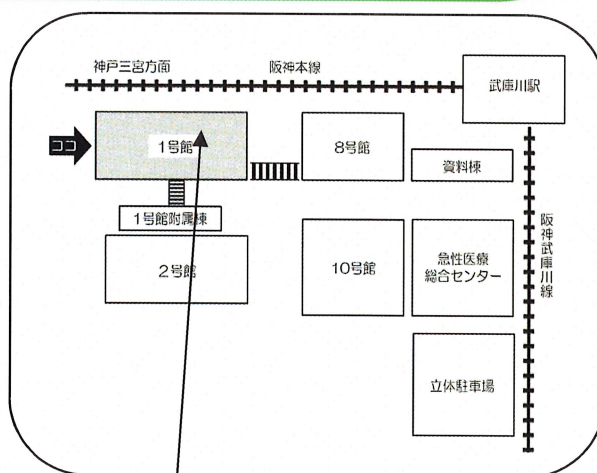 神戸三宮方面
阪神本線
武庫川駅
ココ
1号館
8号館
資料棟
1号館附属棟
2号館
10号館
急性医療
総合センター
阪神武庫川線
立体駐車場